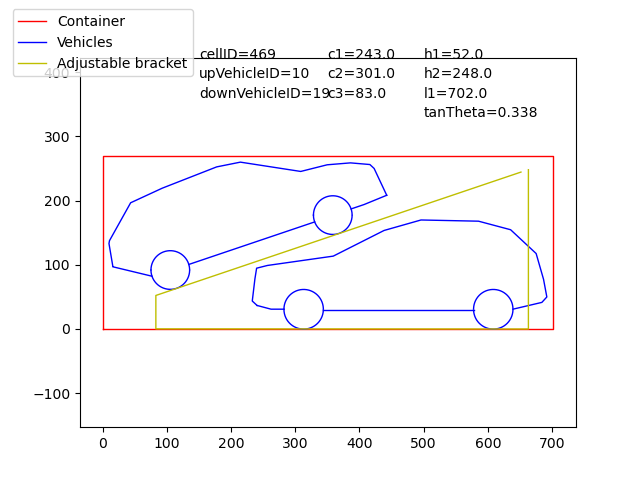 Container
Vehicles
Adjustable bracket
cellID=469 c1=243.0 h1=52.0
upVehicleID=10 c2=301.0 h2=248.0
downVehicleID=19 c3=83.0 l1=702.0
tanTheta=0.338
400
300
200
100
0
−100
0 100 200 300 400 500 600 700